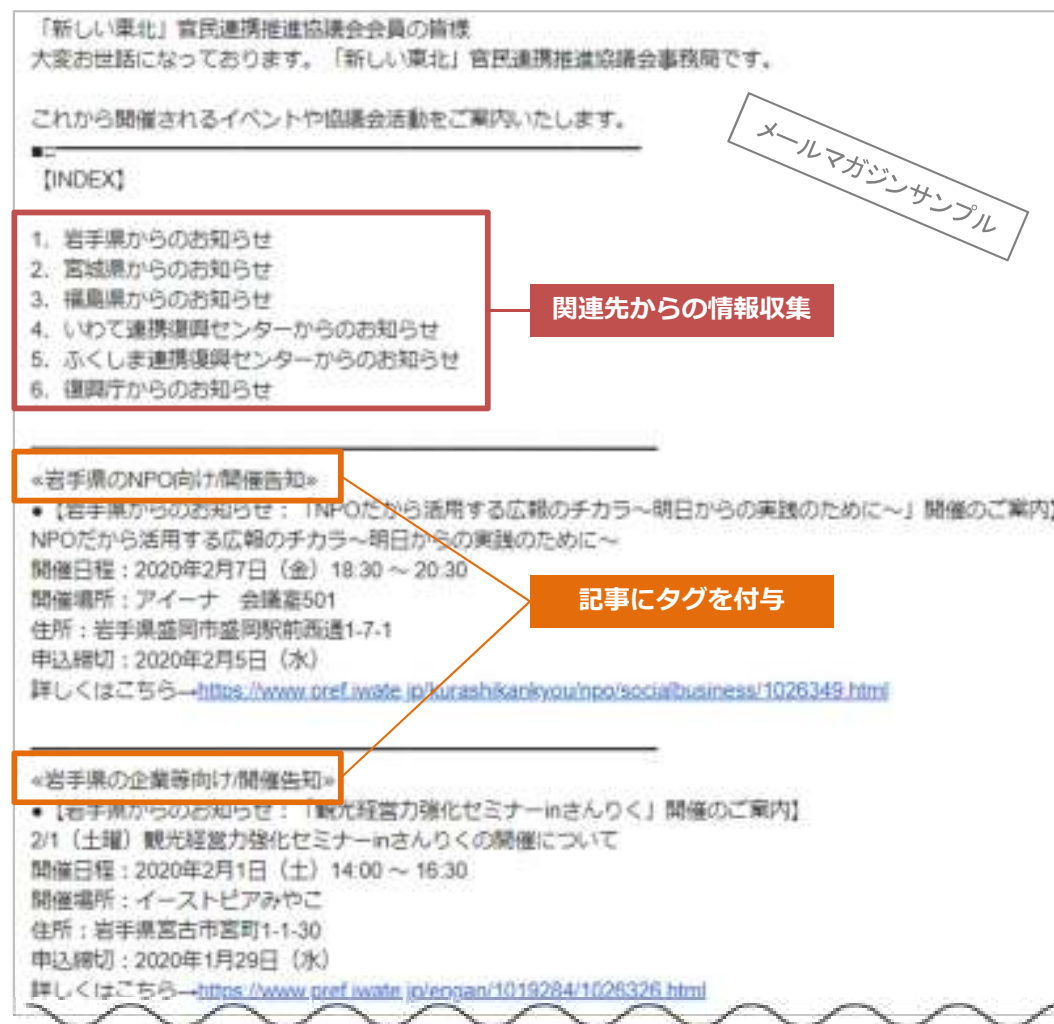 「新しい東北」官民連携推進協議会会員の皆様
大変お世話になっております。「新しい東北」官民連携推進協議会事務局です。
これから開催されるイベントや協議会活動をご案内いたします。
メールマガジンサンプル
【INDEX】
1. 岩手県からのお知らせ
2. 宮城県からのお知らせ
3. 福島県からのお知らせ
4. いわて連携復興センターからのお知らせ
5. ふくしま連携復興センターからのお知らせ
6. 復興庁からのお知らせ
関連先からの情報収集
«岩手県のNPO向け/開催告知»
●【岩手県からのお知らせ：「NPOだから活用する広報のチカラ～明日からの実践のために～」開催のご案内】
NPOだから活用する広報のチカラ～明日からの実践のために～
開催日程：2020年2月7日（金）18:30 ～ 20:30
開催場所：アイーナ　会議室501
住所：岩手県盛岡市盛岡駅前西通1-7-1
申込締切：2020年2月5日（水）
詳しくはこちら→https://www.pref.iwate.jp/kurashikankyou/npo/socialbusiness/1026349.html
記事にタグを付与
«岩手県の企業等向け/開催告知»
●【岩手県からのお知らせ：「観光経営力強化セミナーinさんりく」開催のご案内】
2/1（土曜）観光経営力強化セミナーinさんりくの開催について
開催日程：2020年2月1日（土）14:00 ～ 16:30
開催場所：イーストピアみやこ
住所：岩手県宮古市宮町1-1-30
申込締切：2020年1月29日（水）
詳しくはこちら→https://www.pref.iwate.jp/engan/1019284/1026326.html